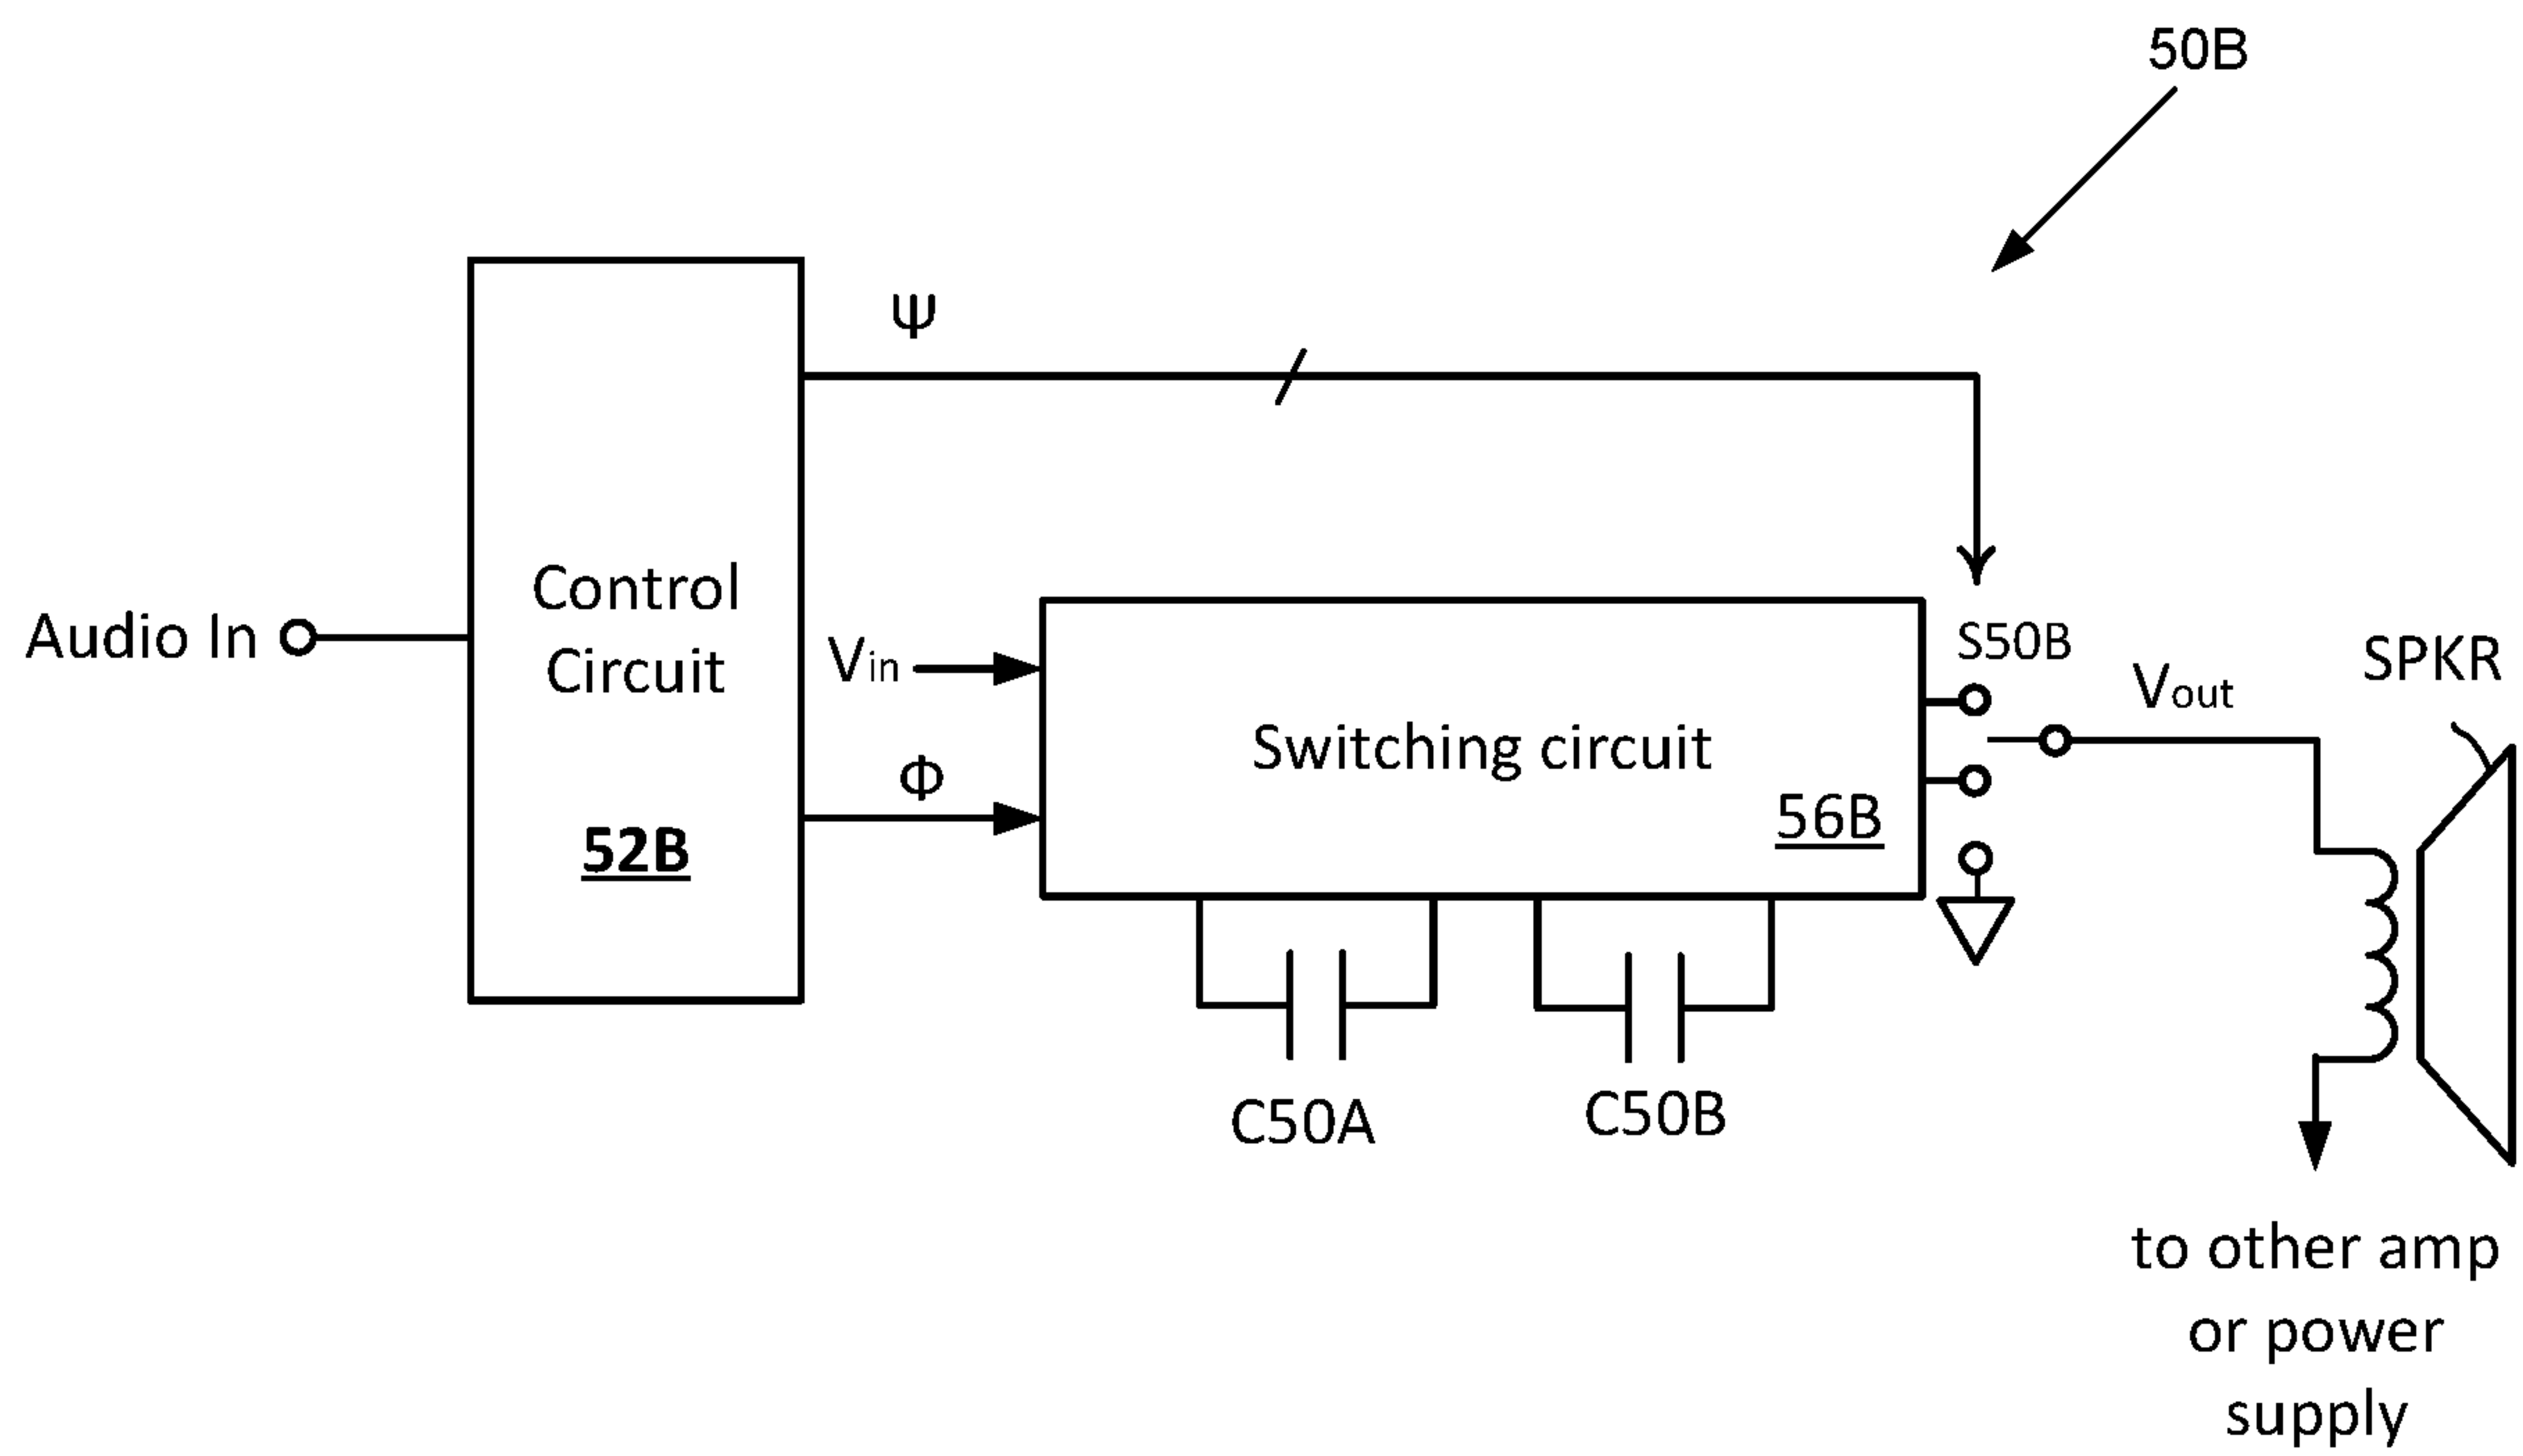 50B
Ψ
Audio In
Control
Circuit
52B
Vin
Φ
Switching circuit
56B
S50B
Vout
SPKR
C50A
C50B
to other amp
or power
supply